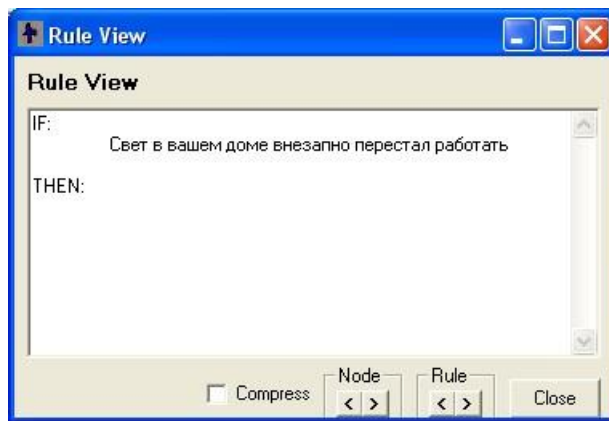 Rule View
Rule View
IF:
Свет в вашем доме внезапно перестал работать
THEN:
Compress
Node
< >
Rule
< >
Close